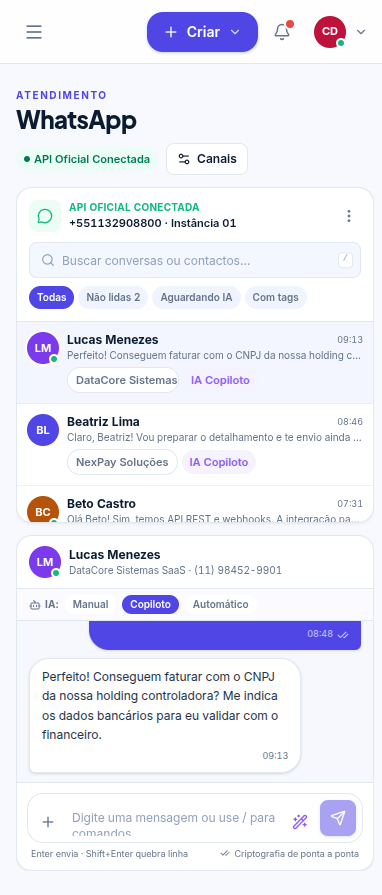 Criar
CD
ATENDIMENTO
WhatsApp
API Oficial Conectada
Canais
API OFICIAL CONECTADA
+551132908800 · Instância 01
Buscar conversas ou contactos...
/
Todas
Não lidas 2
Aguardando IA
Com tags
LM
Lucas Menezes
09:13
Perfeito! Conseguem faturar com o CNPJ da nossa holding c...
DataCore Sistemas
IA Copiloto
BL
Beatriz Lima
08:46
Claro, Beatriz! Vou preparar o detalhamento e te envio ainda ...
NexPay Soluções
IA Copiloto
BC
Beto Castro
07:31
Olá Beto! Sim, temos API REST e webhooks. A integração pa...
LM
Lucas Menezes
DataCore Sistemas SaaS · (11) 98452-9901
IA:
Manual
Copiloto
Automático
08:48
Perfeito! Conseguem faturar com o CNPJ
da nossa holding controladora? Me indica
os dados bancários para eu validar com o
financeiro.
09:13
Digite uma mensagem ou use / para
comandos
Enter envia · Shift+Enter quebra linha
Criptografia de ponta a ponta